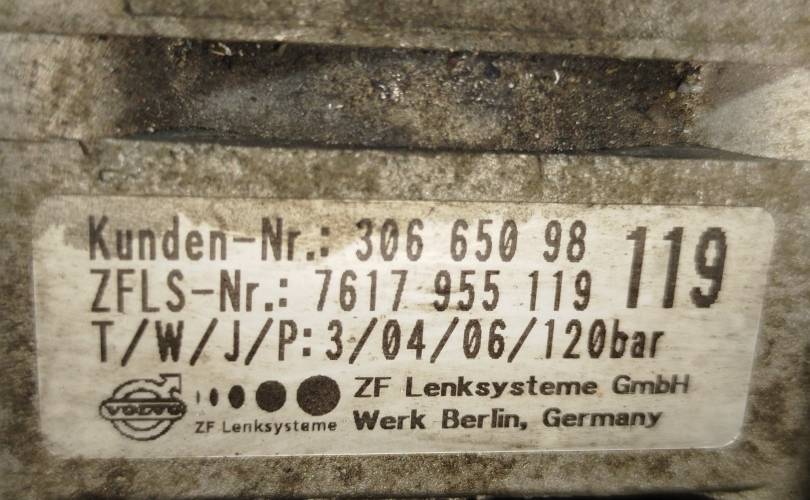 Kunden-Nr.: 306 650 98 119
ZFLS-Nr.: 7617 955 119
T/W/J/P: 3/04/06/120bar
VOLVO
ZF Lenksysteme
ZF Lenksysteme GmbH
Werk Berlin, Germany